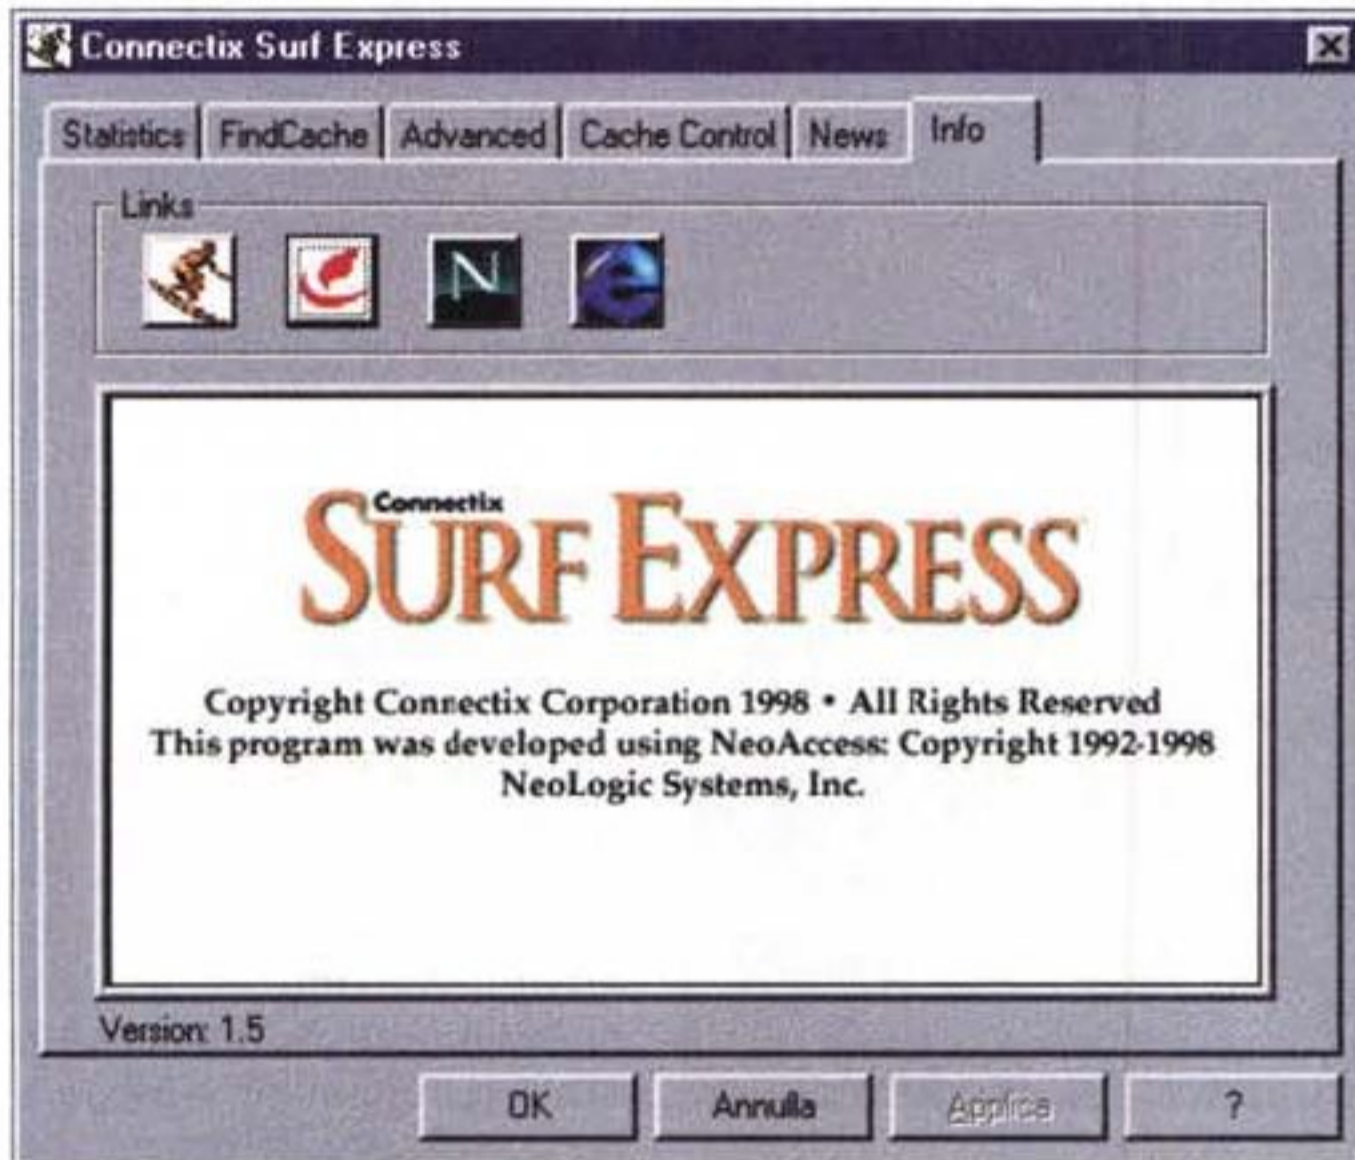 Connectix Surf Express
Statistics FindCache Advanced Cache Control News Info
Links
N e
Connectix
SURF EXPRESS
Copyright Connectix Corporation 1998 • All Rights Reserved
This program was developed using NeoAccess: Copyright 1992-1998
NeoLogic Systems, Inc.
Version: 1.5
OK Annulla Applica ?